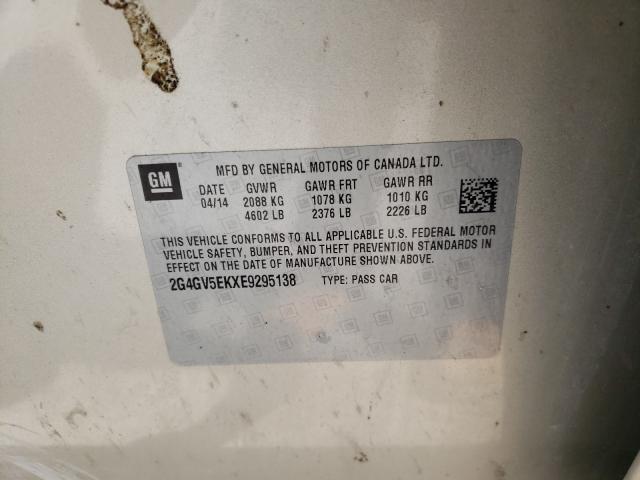 GM
MFD BY GENERAL MOTORS OF CANADA LTD.
DATE GVWR GAWR FRT GAWR RR
04/14 2088 KG 1078 KG 1010 KG
4602 LB 2376 LB 2226 LB
THIS VEHICLE CONFORMS TO ALL APPLICABLE U.S. FEDERAL MOTOR
VEHICLE SAFETY, BUMPER, AND THEFT PREVENTION STANDARDS IN
EFFECT ON THE DATE OF MANUFACTURE SHOWN ABOVE.
2G4GV5EKXE9295138 TYPE: PASS CAR